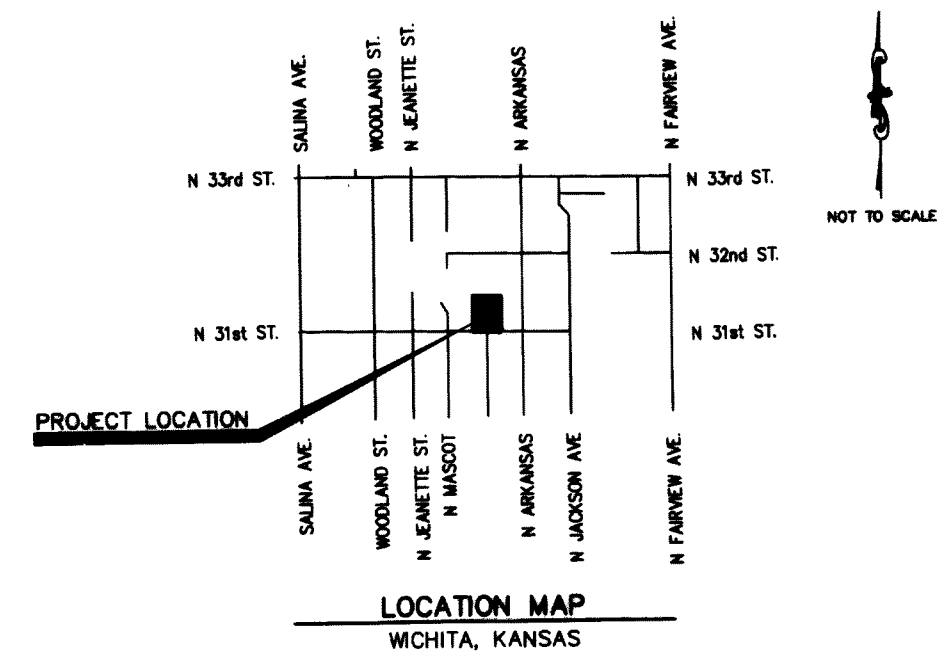 SALINA AVE.
WOODLAND ST.
N JEANETTE ST.
N ARKANSAS
N FAIRVIEW AVE.
N 33rd ST.
N 33rd ST.
NOT TO SCALE
N 32nd ST.
N 31st ST.
N 31st ST.
PROJECT LOCATION
SALINA AVE.
WOODLAND ST.
N JEANETTE ST.
N MASCOT
N ARKANSAS
N JACKSON AVE
N FAIRVIEW AVE.
LOCATION MAP
WICHITA, KANSAS